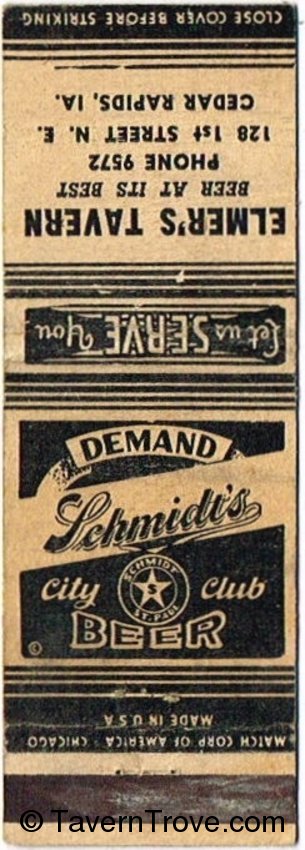 CLOSE COVER BEFORE STRIKING
ELMER'S TAVERN
BEER AT ITS BEST
PHONE 9572
128 1st STREET N. E.
CEDAR RAPIDS, IA.
Let us SERVE You
DEMAND
Schmidt's
City Club
SCHMIDT
S
ST. PAUL
BEER
©
MADE IN U S A
MATCH CORP OF AMERICA CHICAGO
© TavernTrove.com